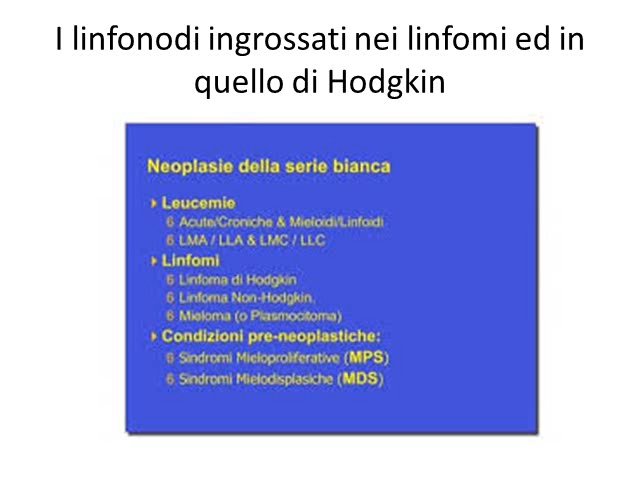 I linfonodi ingrossati nei linfomi ed in
quello di Hodgkin
Neoplasie della serie bianca
Leucemie
6 Acute/Croniche & Mieloidi/Linfoidi
6 LMA / LLA & LMC / LLC
Linfomi
6 Linfoma di Hodgkin
6 Linfoma Non-Hodgkin.
6 Mieloma (o Plasmocitoma)
Condizioni pre-neoplastiche:
6 Sindromi Mieloproliferative (MPS)
6 Sindromi Mielodisplasiche (MDS)